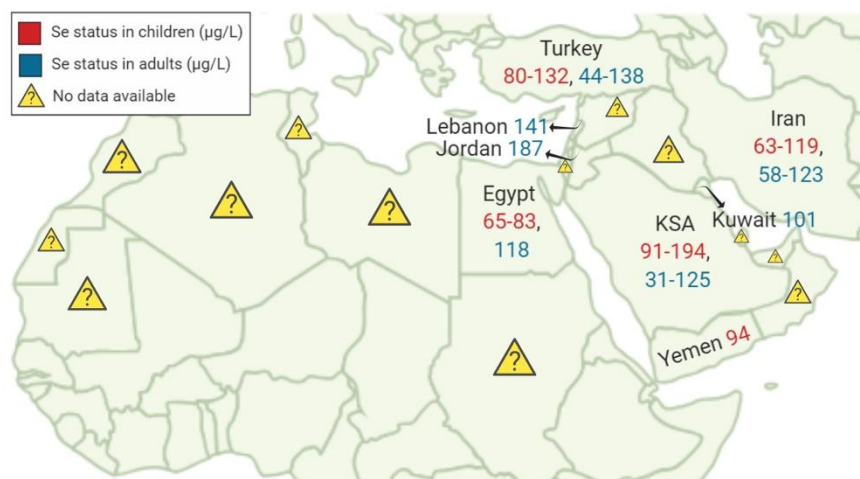 Se status in children (µg/L)
Se status in adults (µg/L)
? No data available
Turkey
80-132, 44-138
Lebanon 141
Jordan 187
Iran
63-119,
58-123
Egypt
65-83,
118
KSA
91-194,
31-125
Kuwait 101
Yemen 94
?
?
?
?
?
?
?
?
?
?
?
?
?